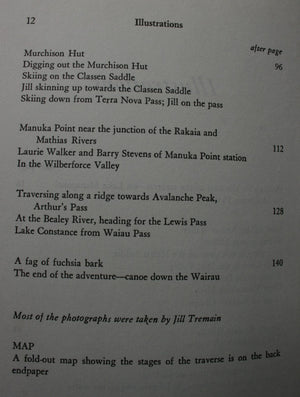 12 Illustrations
after page
Murchison Hut
Digging out the Murchison Hut 96
Skiing on the Classen Saddle
Jill skinning up towards the Classen Saddle
Skiing down from Terra Nova Pass; Jill on the pass
Manuka Point near the junction of the Rakaia and
Mathias Rivers 112
Laurie Walker and Barry Stevens of Manuka Point station
In the Wilberforce Valley
Traversing along a ridge towards Avalanche Peak,
Arthur's Pass 128
At the Bealey River, heading for the Lewis Pass
Lake Constance from Waiau Pass
A fag of fuchsia bark 140
The end of the adventure—canoe down the Wairau
Most of the photographs were taken by Jill Tremain
MAP
A fold-out map showing the stages of the traverse is on the back
endpaper